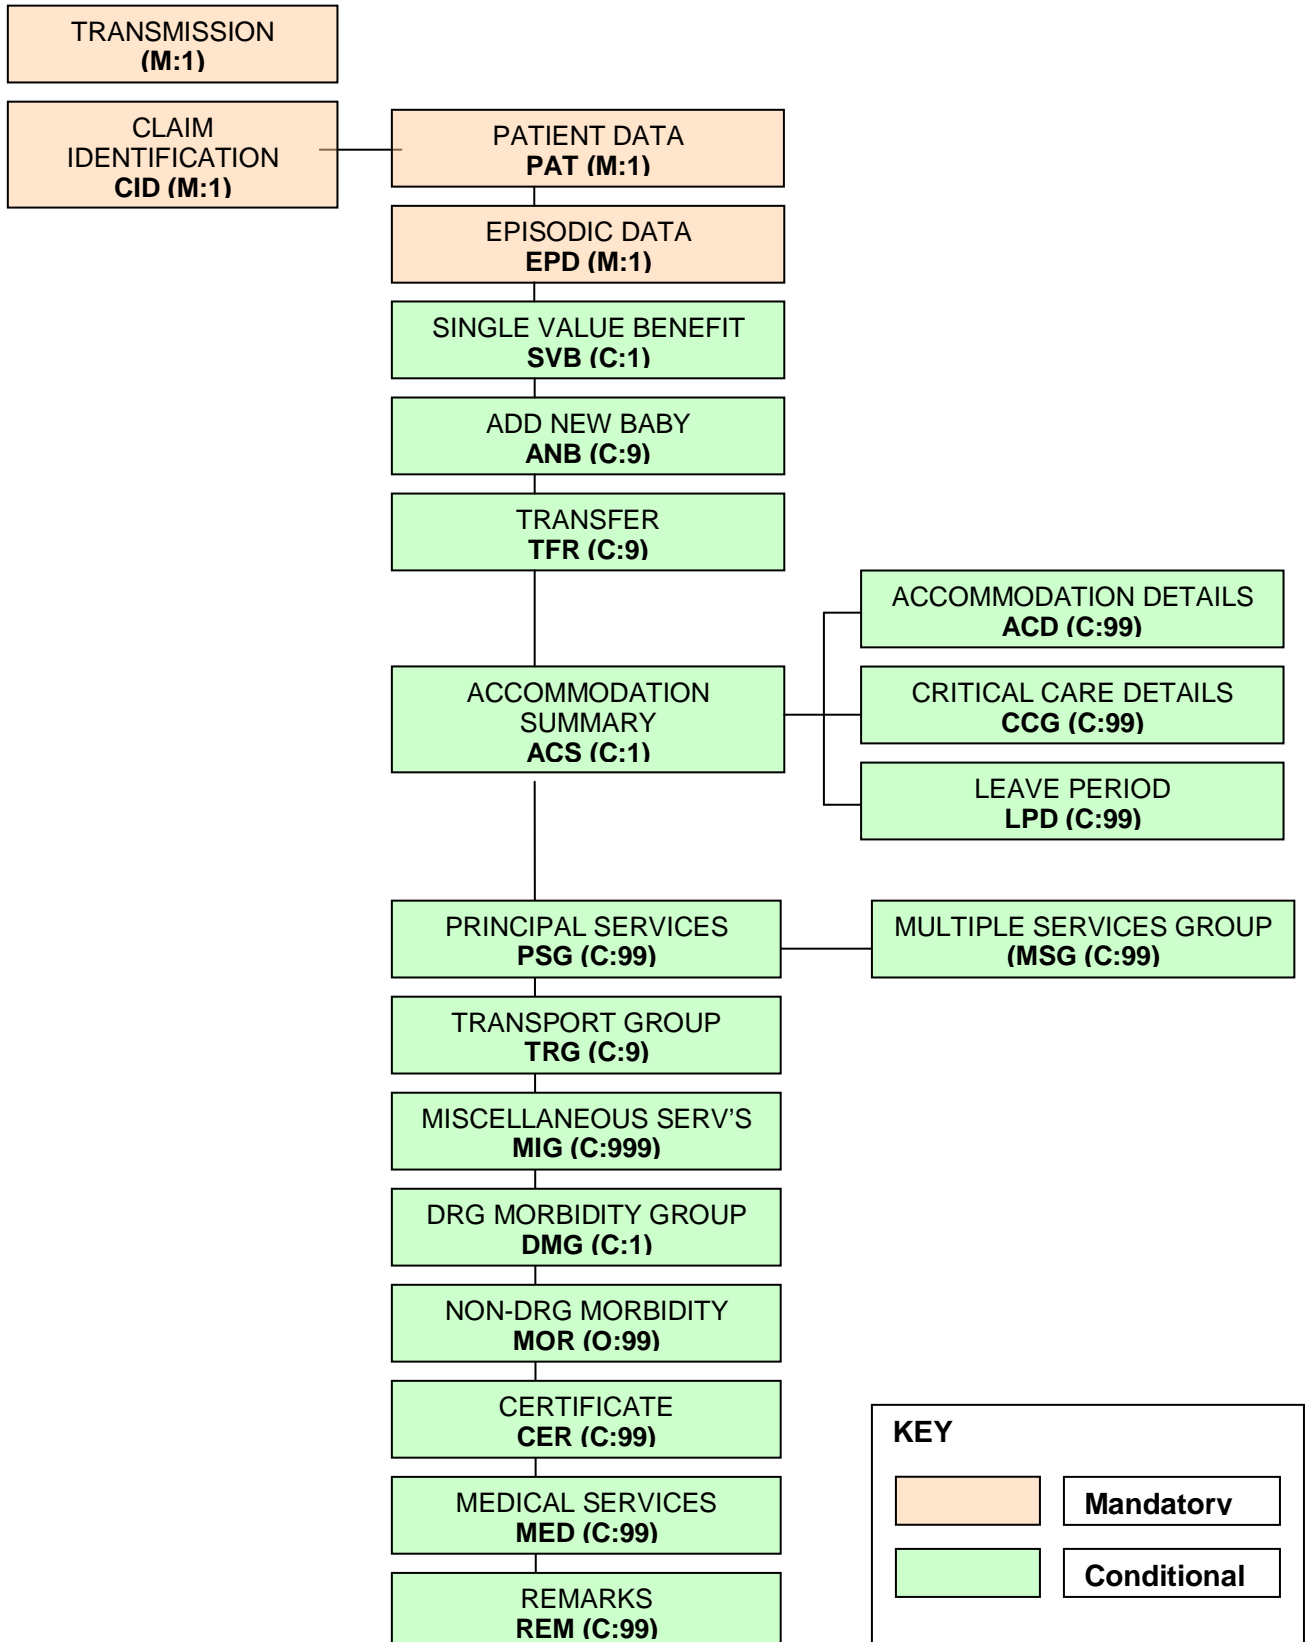 TRANSMISSION
(M:1)
CLAIM
IDENTIFICATION
CID (M:1)
PATIENT DATA
PAT (M:1)
EPISODIC DATA
EPD (M:1)
SINGLE VALUE BENEFIT
SVB (C:1)
ADD NEW BABY
ANB (C:9)
TRANSFER
TFR (C:9)
ACCOMMODATION DETAILS
ACD (C:99)
ACCOMMODATION
SUMMARY
ACS (C:1)
CRITICAL CARE DETAILS
CCG (C:99)
LEAVE PERIOD
LPD (C:99)
PRINCIPAL SERVICES
PSG (C:99)
MULTIPLE SERVICES GROUP
(MSG (C:99)
TRANSPORT GROUP
TRG (C:9)
MISCELLANEOUS SERV'S
MIG (C:999)
DRG MORBIDITY GROUP
DMG (C:1)
NON-DRG MORBIDITY
MOR (O:99)
CERTIFICATE
CER (C:99)
MEDICAL SERVICES
MED (C:99)
REMARKS
REM (C:99)
KEY
Mandatory
Conditional